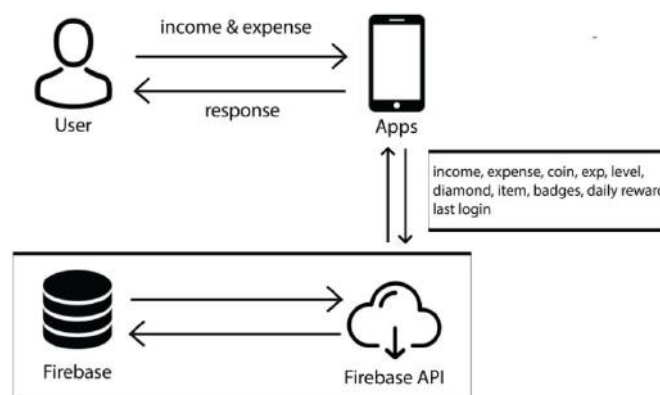 income & expense
response
User
Apps
income, expense, coin, exp, level,
diamond, item, badges, daily reward
last login
Firebase
Firebase API